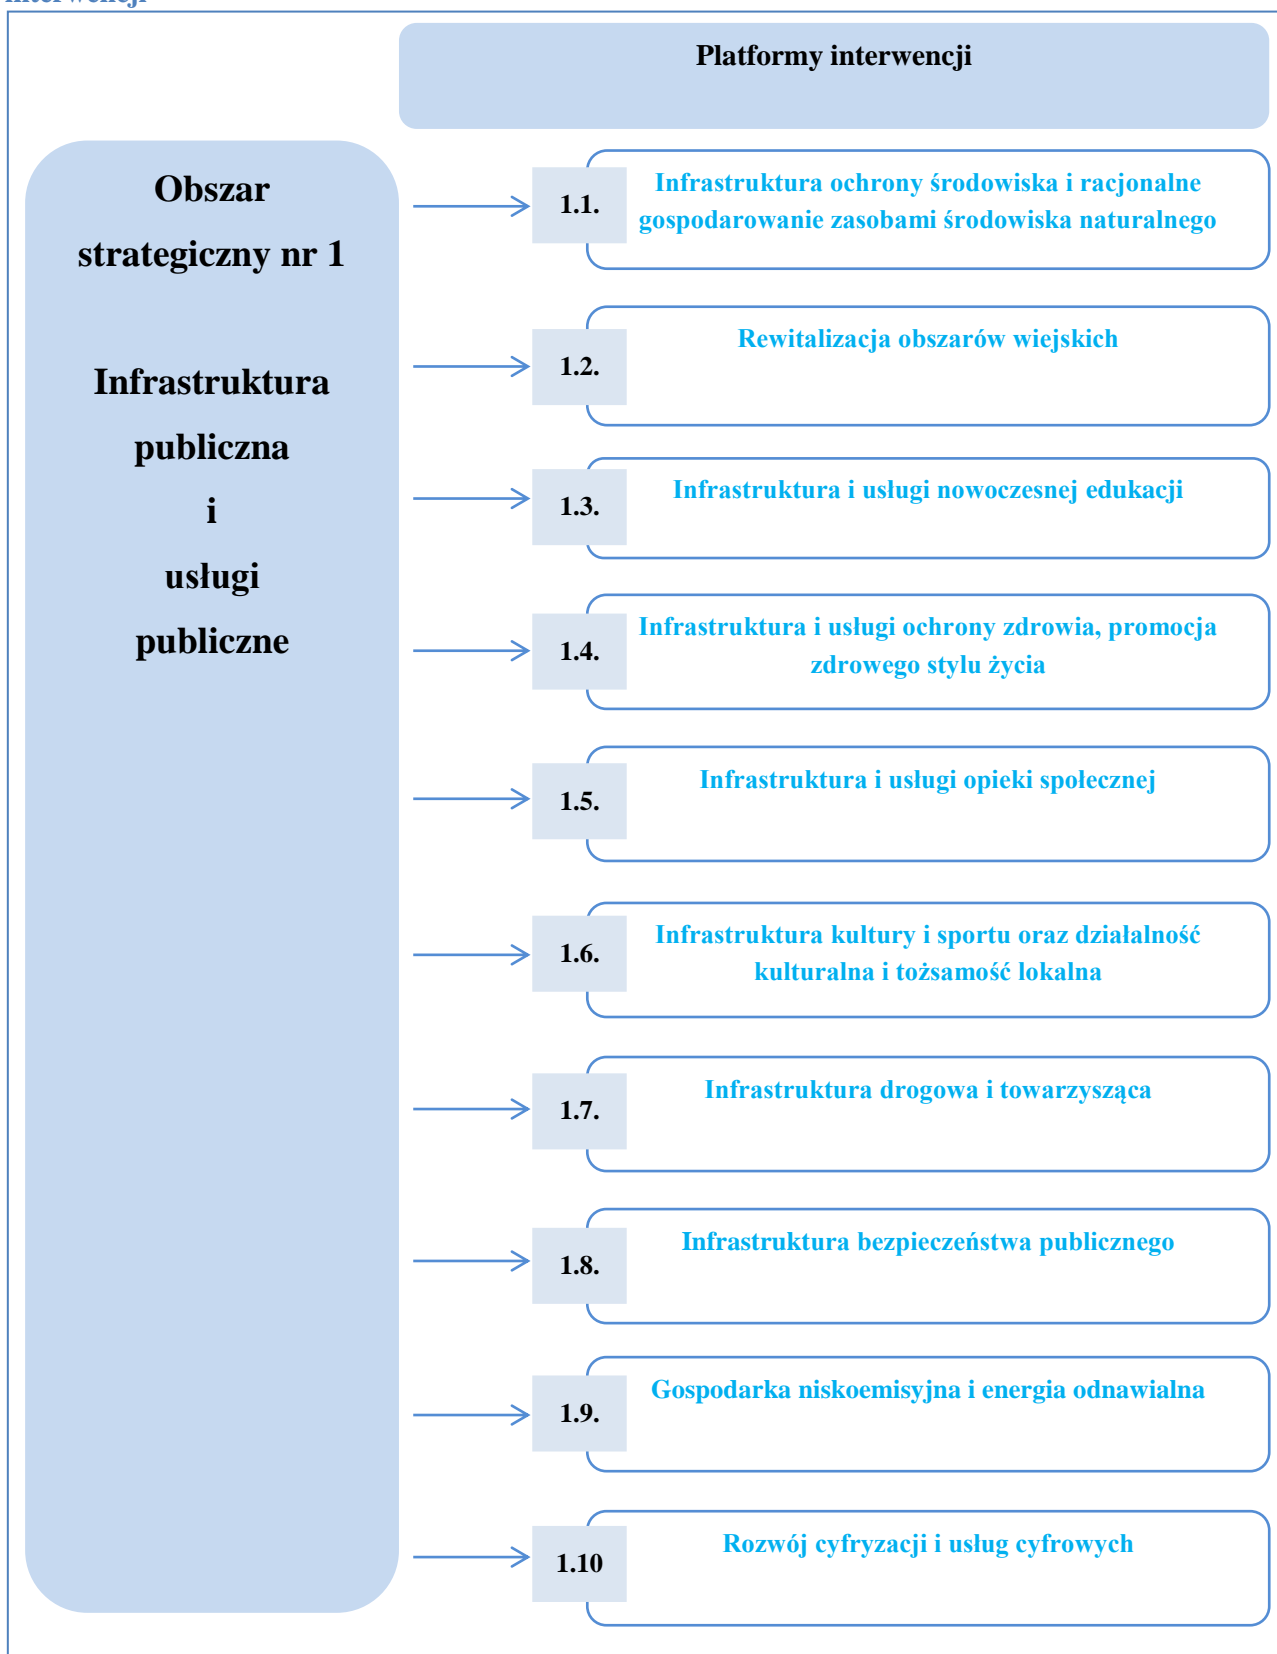 interwencji
Platformy interwencji
Obszar
strategiczny nr 1
Infrastruktura
publiczna
i
usługi
publiczne
1.1.
Infrastruktura ochrony środowiska i racjonalne
gospodarowanie zasobami środowiska naturalnego
1.2.
Rewitalizacja obszarów wiejskich
1.3.
Infrastruktura i usługi nowoczesnej edukacji
1.4.
Infrastruktura i usługi ochrony zdrowia, promocja
zdrowego stylu życia
1.5.
Infrastruktura i usługi opieki społecznej
1.6.
Infrastruktura kultury i sportu oraz działalność
kulturalna i tożsamość lokalna
1.7.
Infrastruktura drogowa i towarzysząca
1.8.
Infrastruktura bezpieczeństwa publicznego
1.9.
Gospodarka niskoemisyjna i energia odnawialna
1.10
Rozwój cyfryzacji i usług cyfrowych